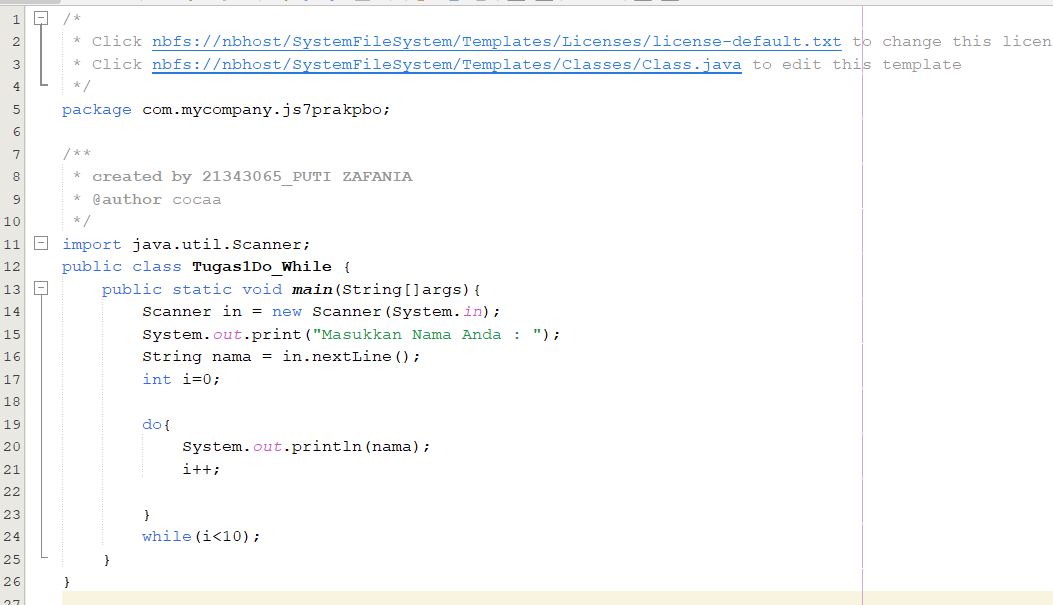 1 /*
2 * Click nbfs://nbhost/SystemFileSystem/Templates/Licenses/license-default.txt to change this licen
3 * Click nbfs://nbhost/SystemFileSystem/Templates/Classes/Class.java to edit this template
4 */
5 package com.mycompany.js7prakpbo;
6
7 /**
8 * created by 21343065_PUTI ZAFANIA
9 * @author cocaa
10 */
11 import java.util.Scanner;
12 public class Tugas1Do_While {
13 public static void main(String[]args){
14 Scanner in = new Scanner(System.in);
15 System.out.print("Masukkan Nama Anda : ");
16 String nama = in.nextLine();
17 int i=0;
18
19 do{
20 System.out.println(nama);
21 i++;
22
23 }
24 while(i<10);
25 }
26 }
27